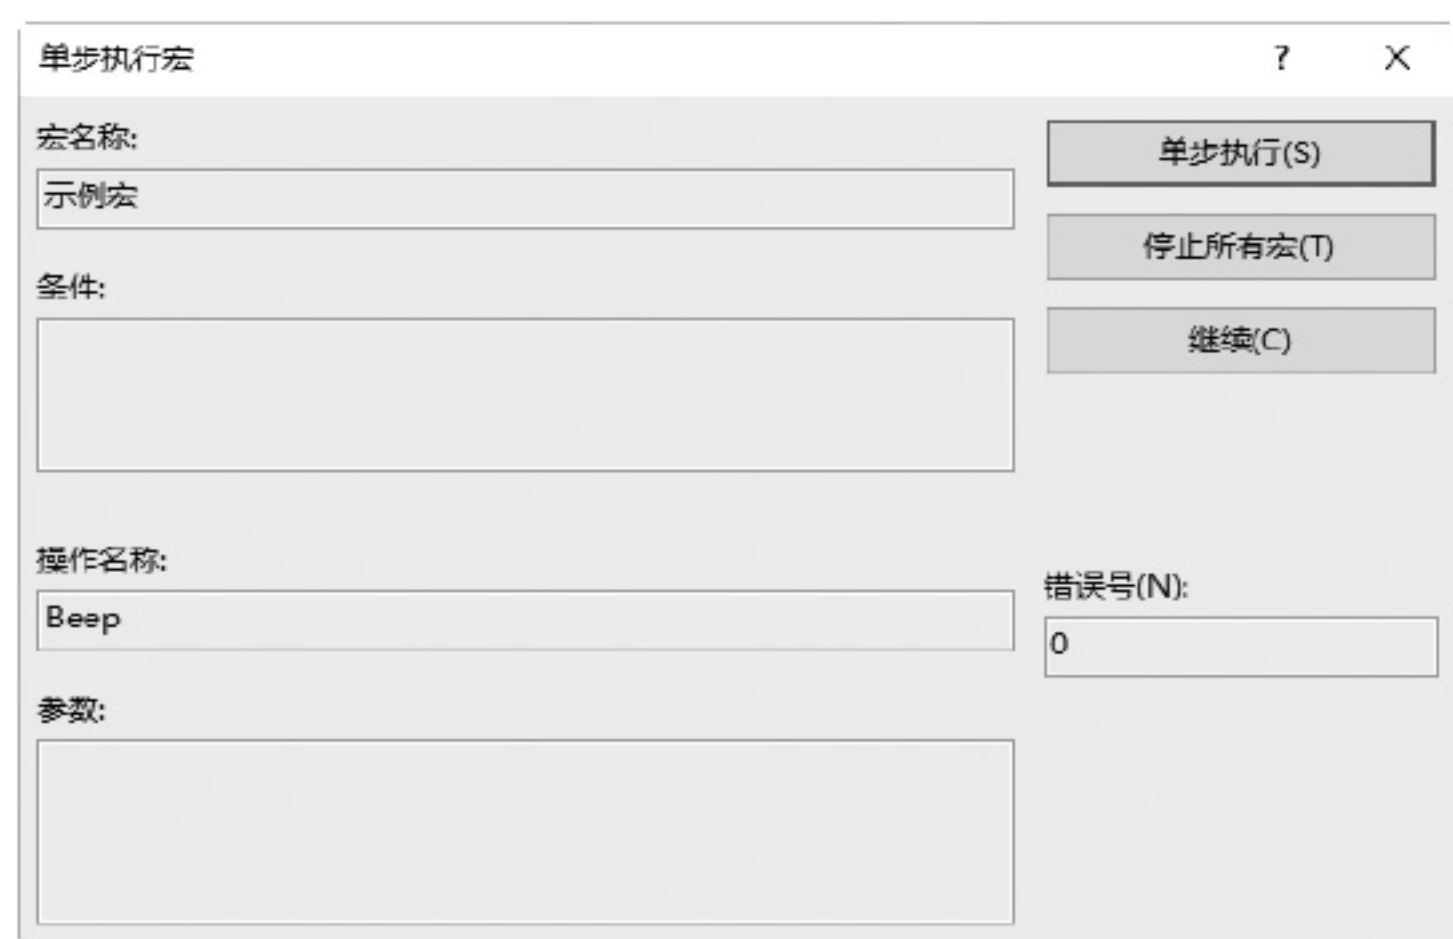 单步执行宏 ? X
宏名称:
示例宏
单步执行(S)
停止所有宏(T)
条件:
继续(C)
操作名称:
Beep
错误号(N):
0
参数: